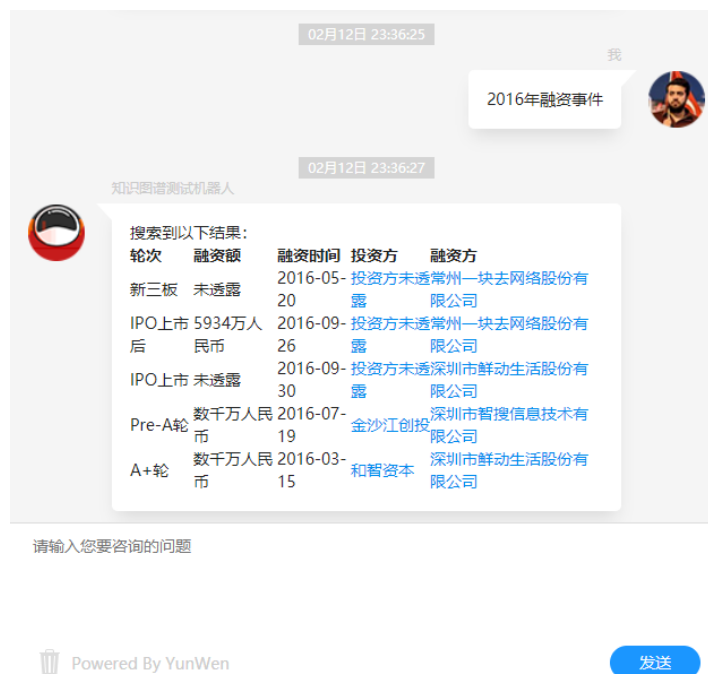 02月12日 23:36:25
我
2016年融资事件
02月12日 23:36:27
知识图谱测试机器人
搜索到以下结果：
轮次 融资额 融资时间 投资方 融资方
新三板 未透露 2016-05- 投资方未透 常州一块去网络股份有
20 露 限公司
IPO上市 5934万人 2016-09- 投资方未透 常州一块去网络股份有
后 民币 26 露 限公司
IPO上市 未透露 2016-09- 投资方未透 深圳市鲜动生活股份有
30 露 限公司
Pre-A轮 数千万人民 2016-07- 金沙江创投 深圳市智搜信息技术有
币 19 限公司
A+轮 数千万人民 2016-03- 和智资本 深圳市鲜动生活股份有
币 15 限公司
请输入您要咨询的问题
Powered By YunWen
发送